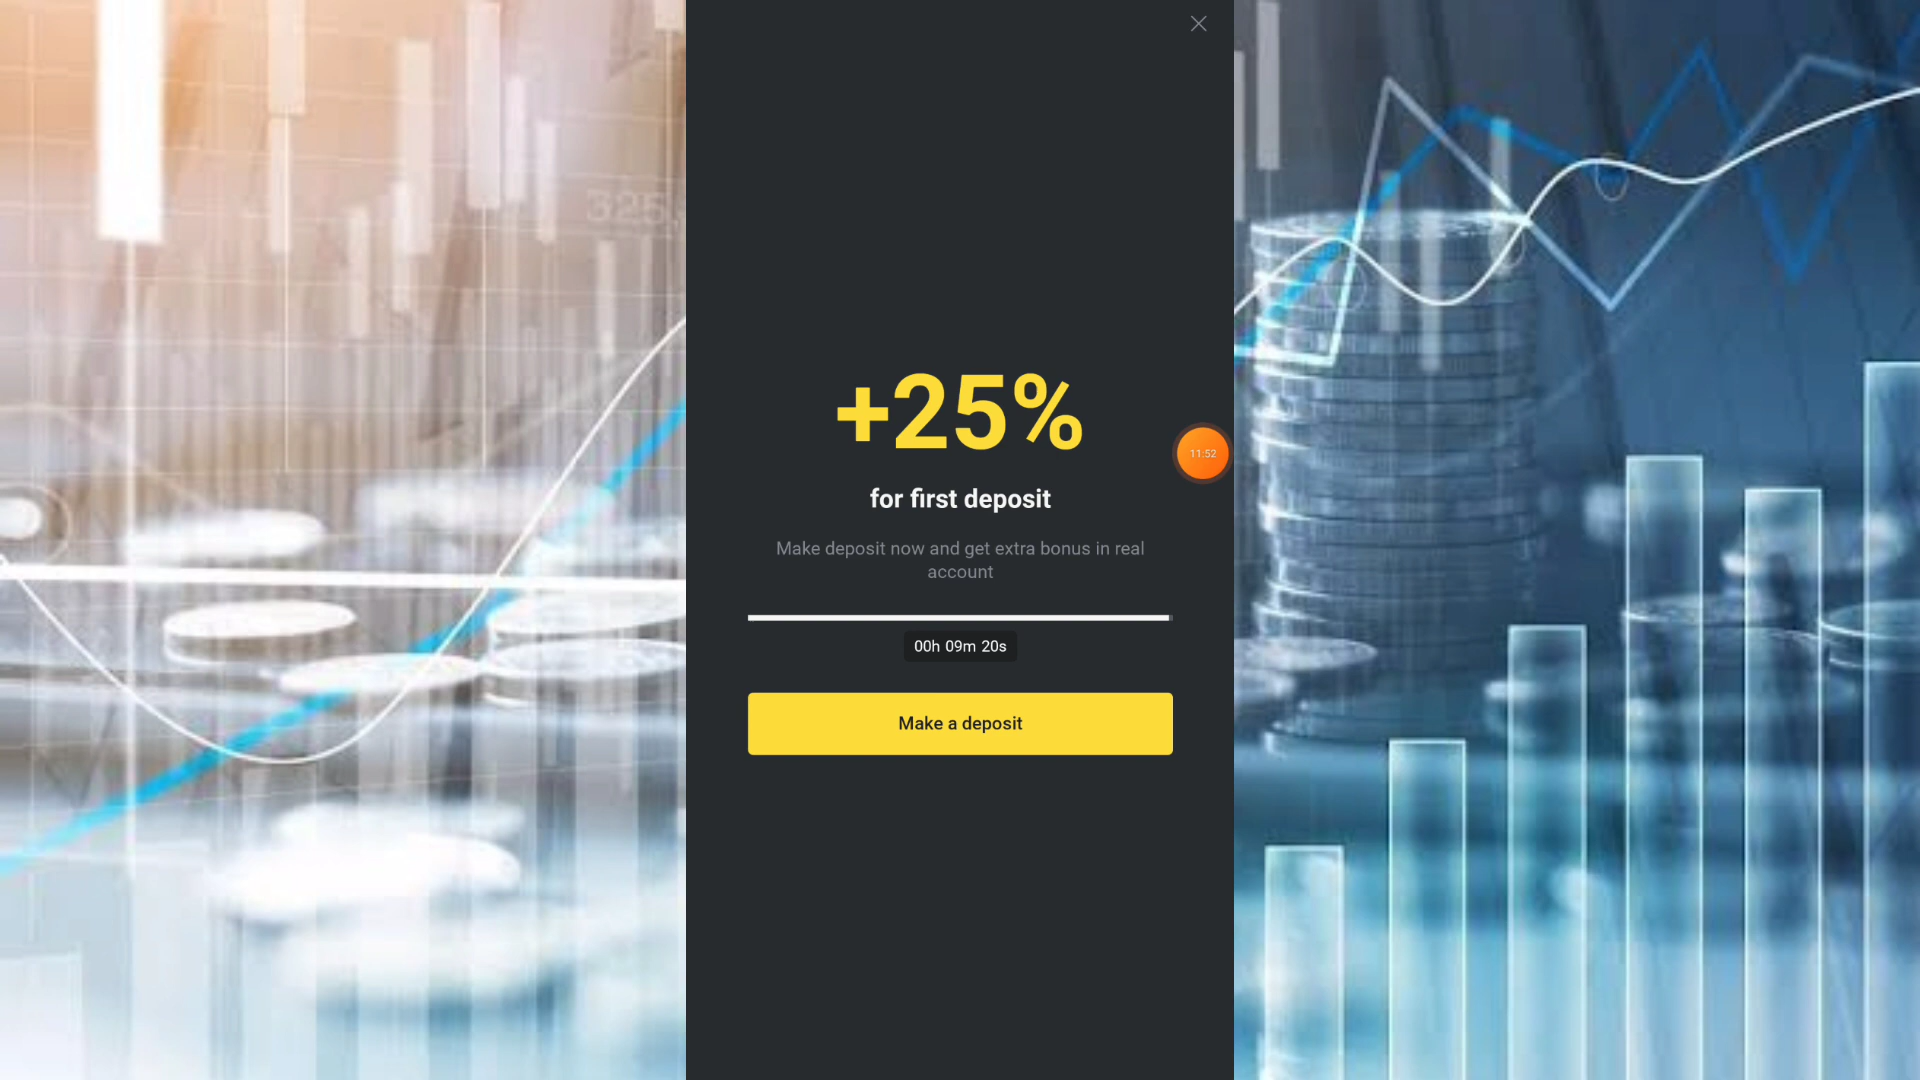 325.
+25%
11:52
for first deposit
Make deposit now and get extra bonus in real
account
00h 09m 20s
Make a deposit